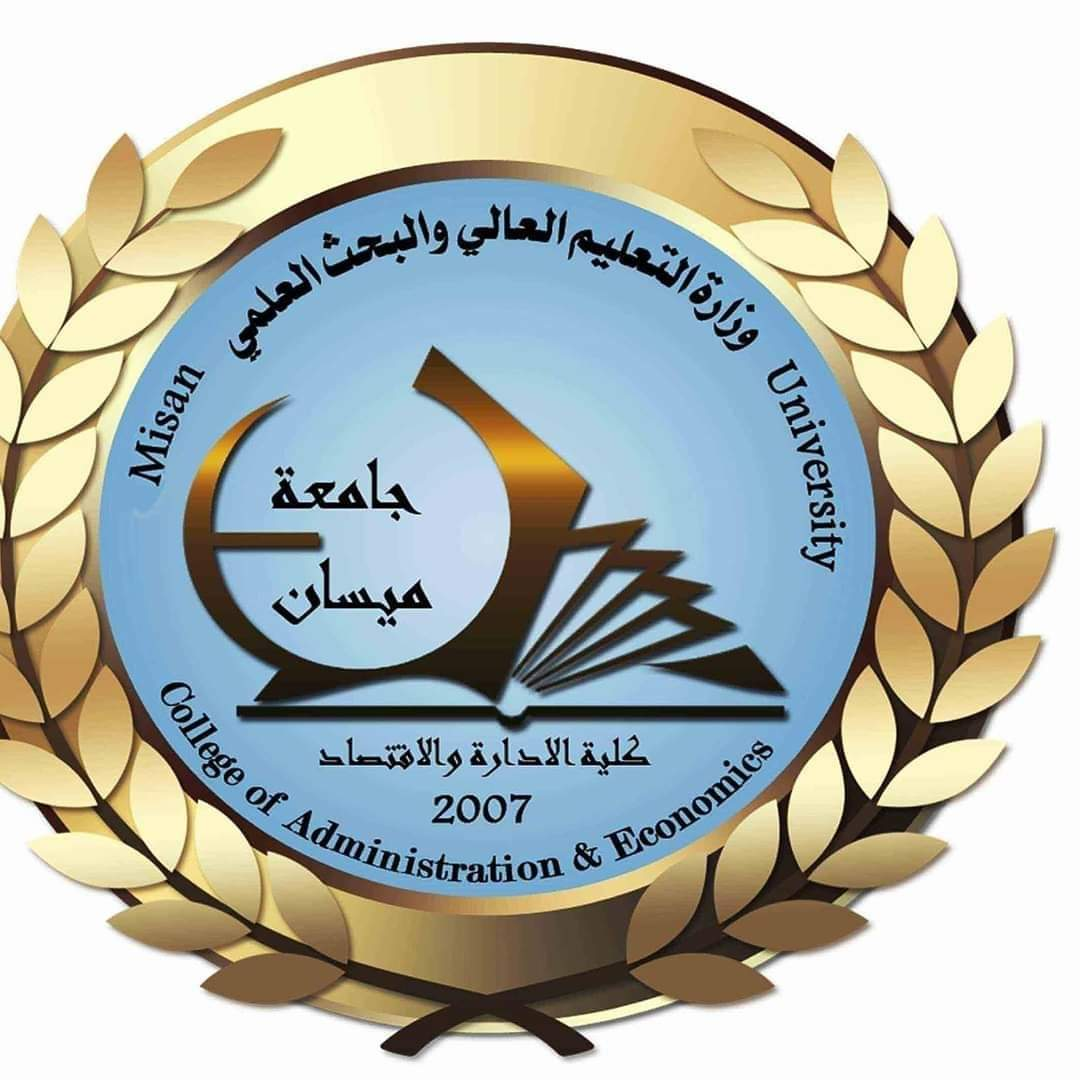 وزارة التعليم العالي والبحث العلمي
Misan University
جامعة
ميسان
كلية الادارة والاقتصاد
2007
College of Administration & Economics